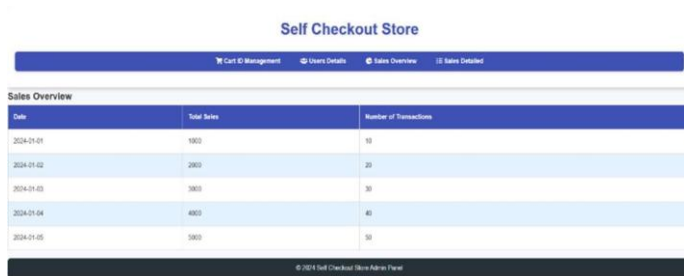 Self Checkout Store
Cart ID Management Users Details Sales Overview Sales Detailed
Sales Overview
Date Total Sales Number of Transactions
2024-01-01 1000 10
2024-01-02 2000 20
2024-01-03 3000 30
2024-01-04 4000 40
2024-01-05 5000 50
© 2024 Self Checkout Store Admin Panel